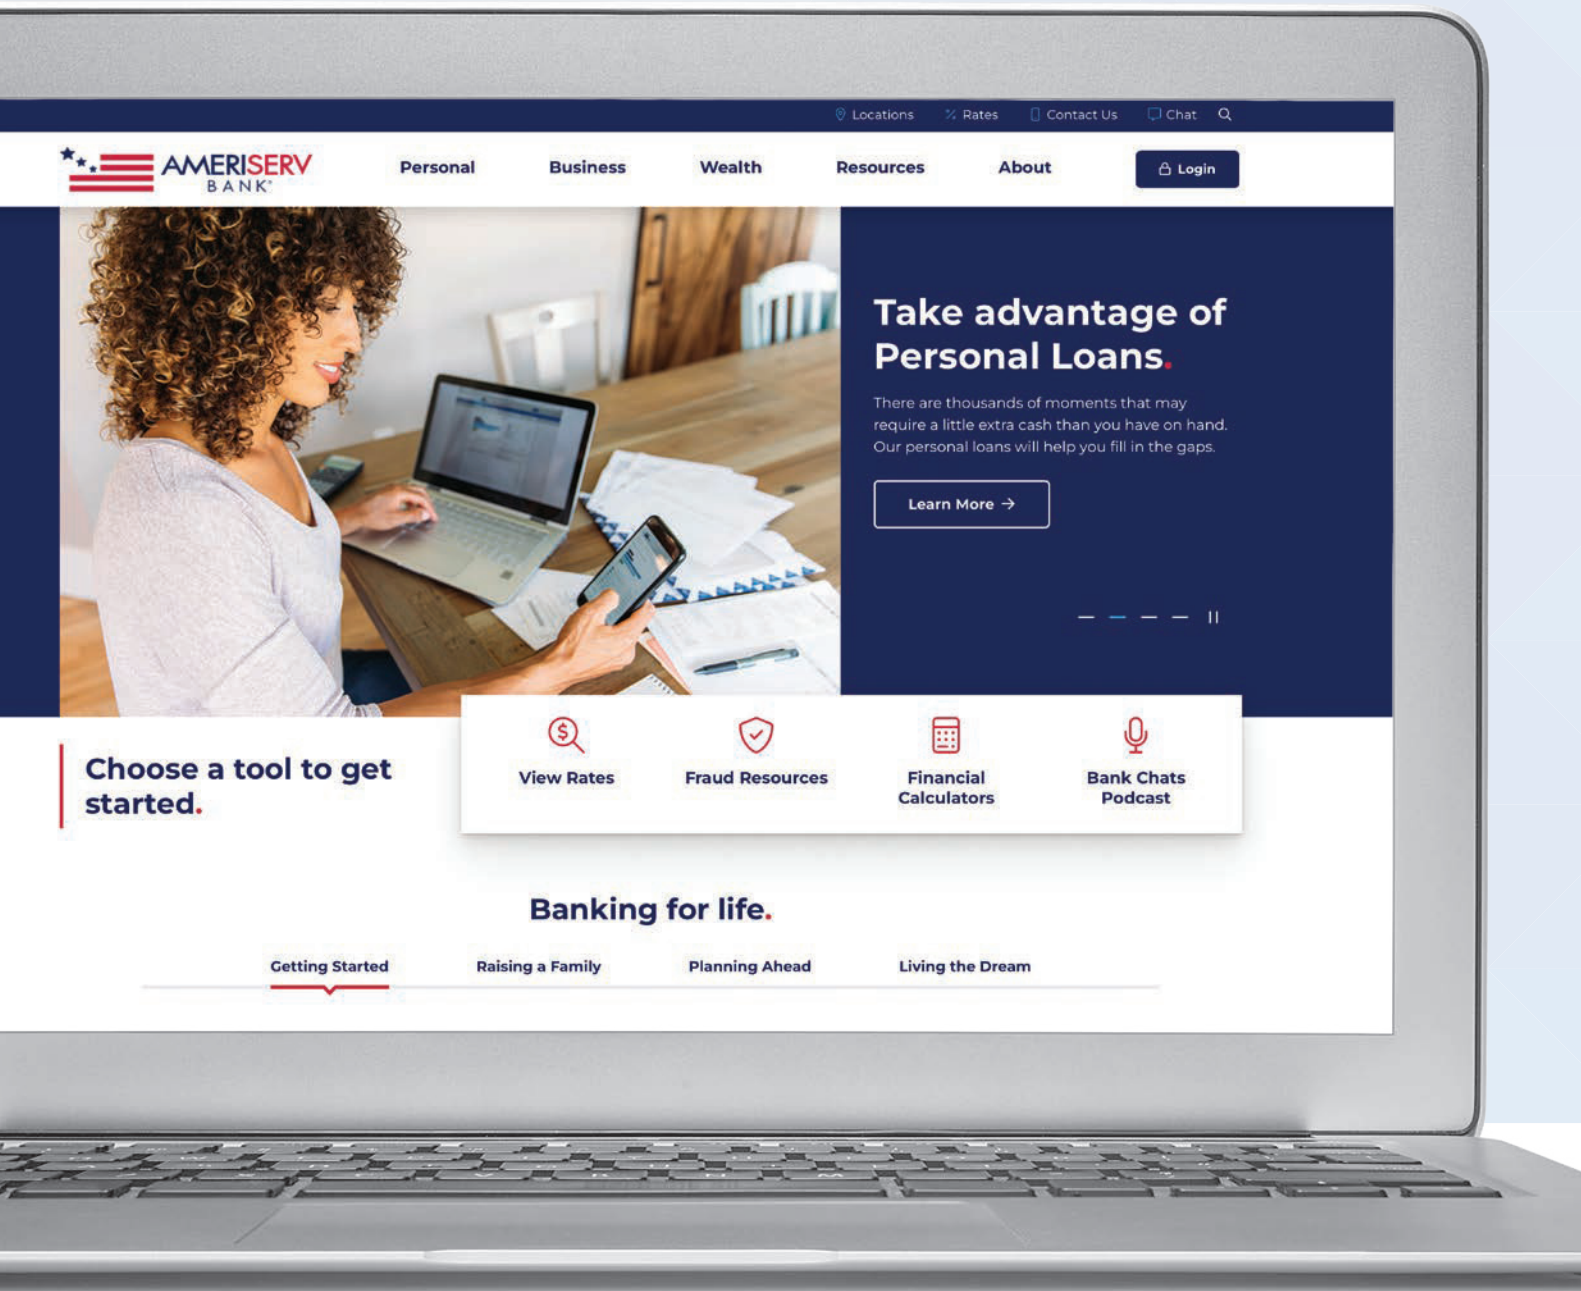 Locations % Rates Contact Us Chat
AMERISERV
BANK®
Personal Business Wealth Resources About Login
Take advantage of
Personal Loans.
There are thousands of moments that may
require a little extra cash than you have on hand.
Our personal loans will help you fill in the gaps.
Learn More →
Choose a tool to get
started.
View Rates
Fraud Resources
Financial
Calculators
Bank Chats
Podcast
Banking for life.
Getting Started Raising a Family Planning Ahead Living the Dream